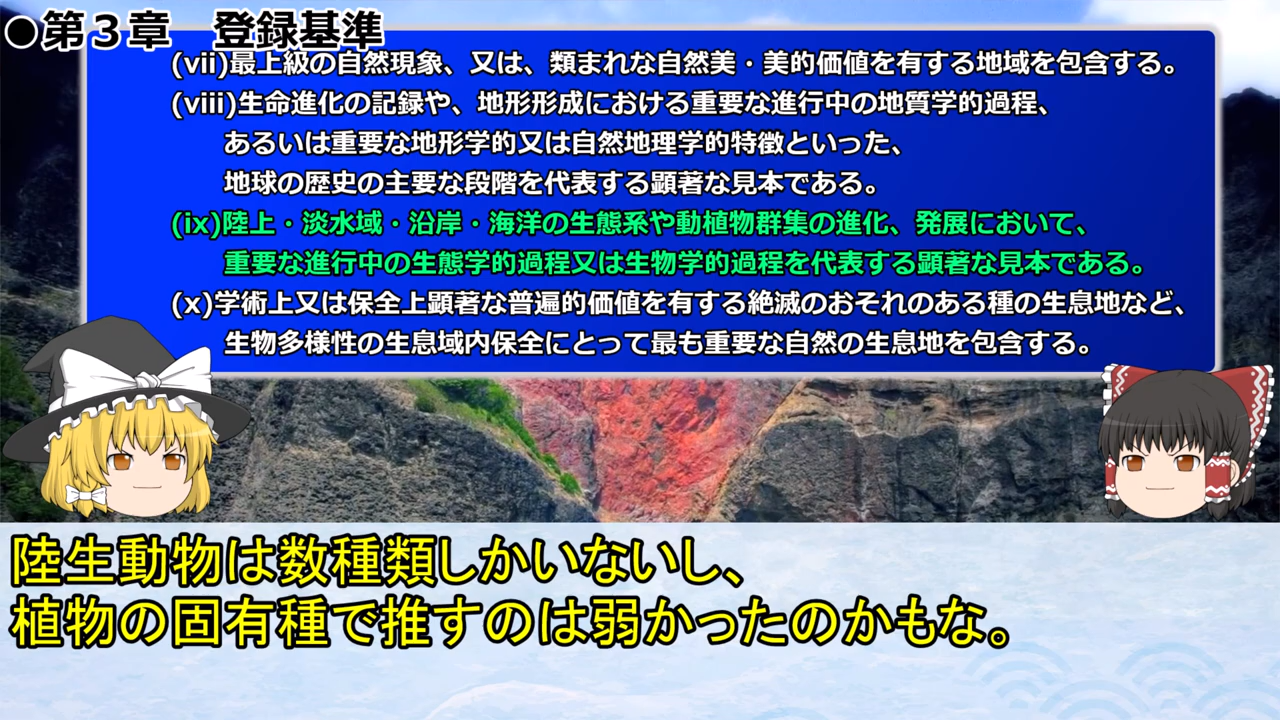 ●第３章　登録基準
(vii)最上級の自然現象、又は、類まれな自然美・美的価値を有する地域を包含する。
(viii)生命進化の記録や、地形形成における重要な進行中の地質学的過程、
あるいは重要な地形学的又は自然地理学的特徴といった、
地球の歴史の主要な段階を代表する顕著な見本である。
(ix)陸上・淡水域・沿岸・海洋の生態系や動植物群集の進化、発展において、
重要な進行中の生態学的過程又は生物学的過程を代表する顕著な見本である。
(x)学術上又は保全上顕著な普遍的価値を有する絶滅のおそれのある種の生息地など、
生物多様性の生息域内保全にとって最も重要な自然の生息地を包含する。
陸生動物は数種類しかいないし、
植物の固有種で推すのは弱かったのかもな。